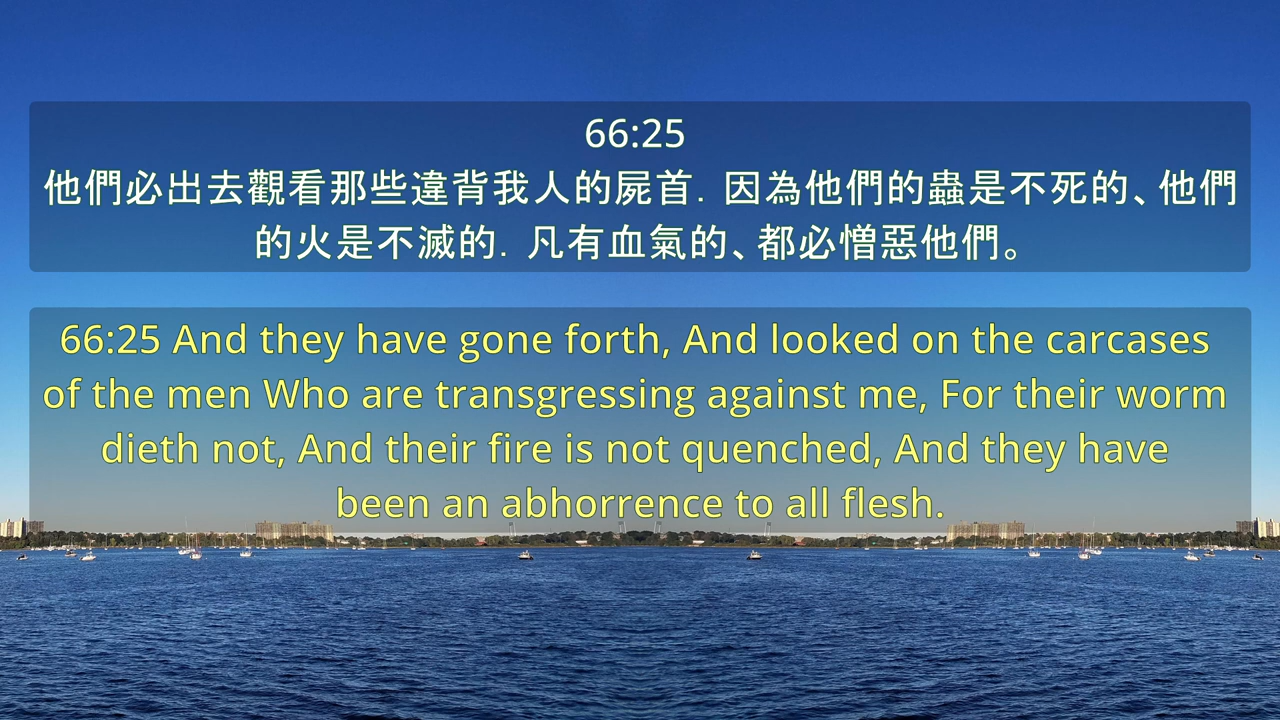 66:25
他們必出去觀看那些違背我人的屍首．因為他們的蟲是不死的、他們
的火是不滅的．凡有血氣的、都必憎惡他們。
66:25 And they have gone forth, And looked on the carcases
of the men Who are transgressing against me, For their worm
dieth not, And their fire is not quenched, And they have
been an abhorrence to all flesh.